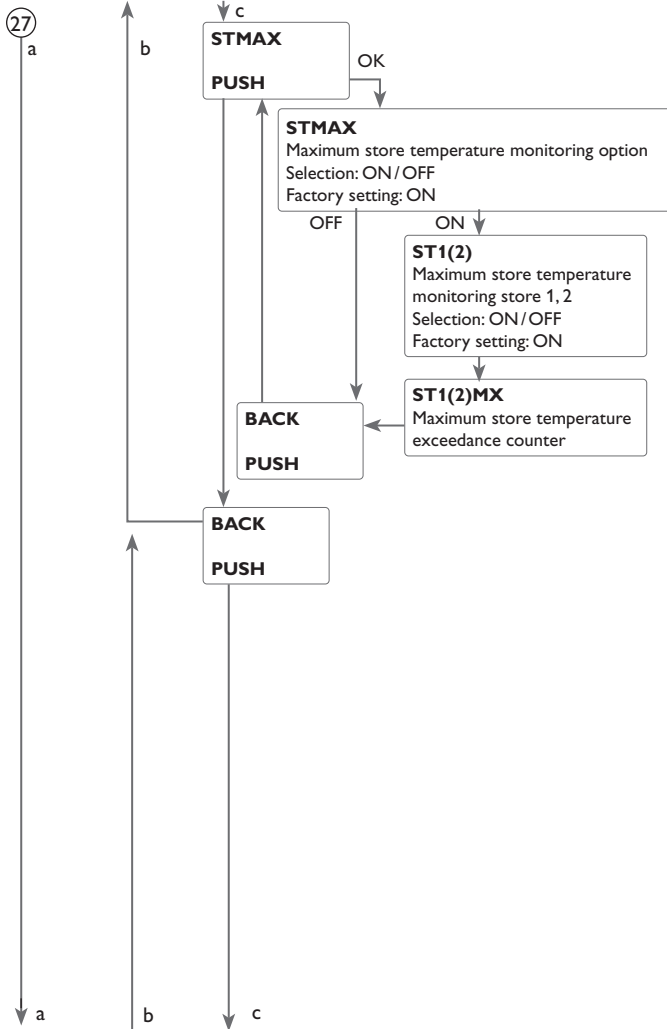 27
a
b
c
STMAX
PUSH
OK
STMAX
Maximum store temperature monitoring option
Selection: ON/OFF
Factory setting: ON
OFF
ON
ST1(2)
Maximum store temperature
monitoring store 1, 2
Selection: ON/OFF
Factory setting: ON
ST1(2)MX
Maximum store temperature
exceedance counter
BACK
PUSH
BACK
PUSH
a
b
c